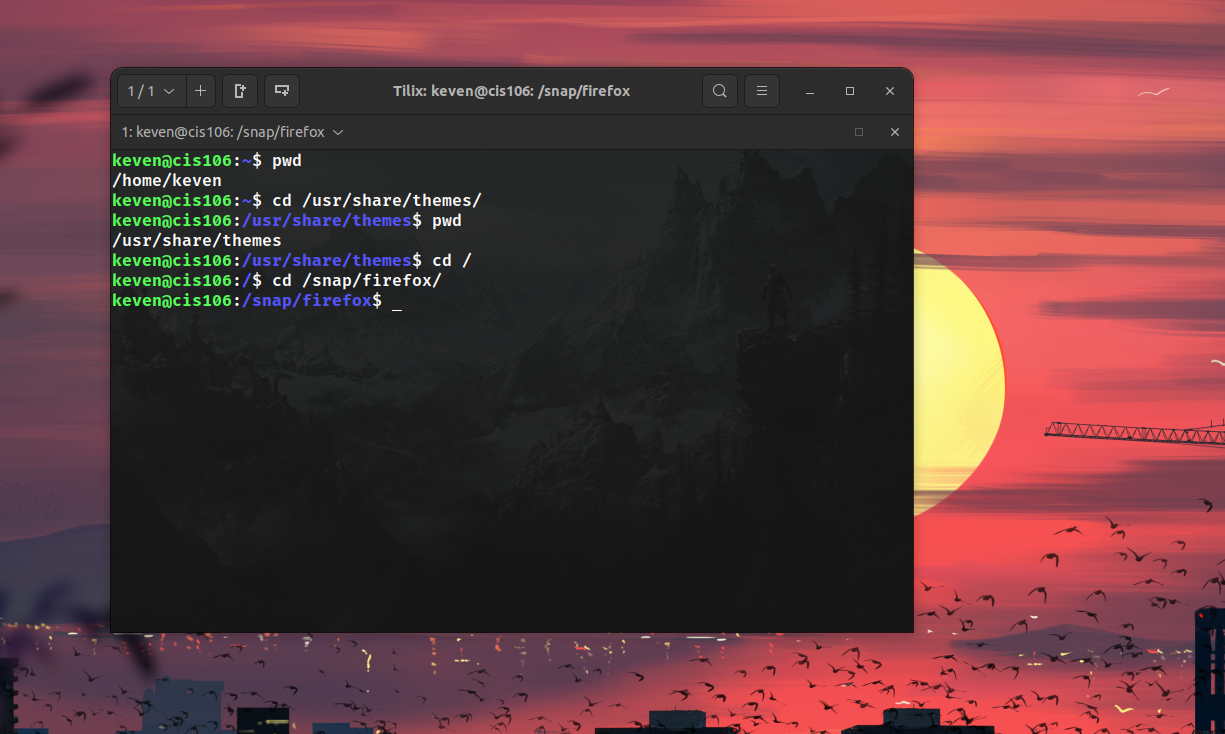 1 / 1
Tilix: keven@cis106: /snap/firefox
1: keven@cis106: /snap/firefox
keven@cis106:~$ pwd
/home/keven
keven@cis106:~$ cd /usr/share/themes/
keven@cis106:/usr/share/themes$ pwd
/usr/share/themes
keven@cis106:/usr/share/themes$ cd /
keven@cis106:/$ cd /snap/firefox/
keven@cis106:/snap/firefox$ _